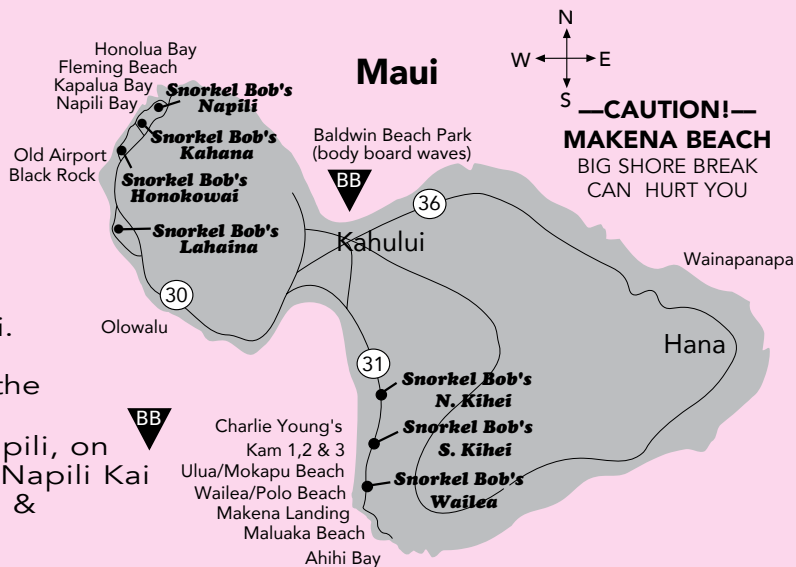 Maui
N
W E
S
—CAUTION!—
MAKENA BEACH
BIG SHORE BREAK
CAN HURT YOU
Honolua Bay
Fleming Beach
Kapalua Bay
Napili Bay
Snorkel Bob's
Napili
Snorkel Bob's
Kahana
Old Airport
Black Rock
Snorkel Bob's
Honokowai
Snorkel Bob's
Lahaina
Baldwin Beach Park
(body board waves)
BB
36
Kahului
Wainapanapa
Hana
30
Olowalu
31
Snorkel Bob's
N. Kihei
Snorkel Bob's
S. Kihei
Snorkel Bob's
Wailea
Charlie Young's
Kam 1,2 & 3
Ulua/Mokapu Beach
Wailea/Polo Beach
Makena Landing
Maluaka Beach
Ahihi Bay
i.
the
BB
pili, on
Napili Kai
&